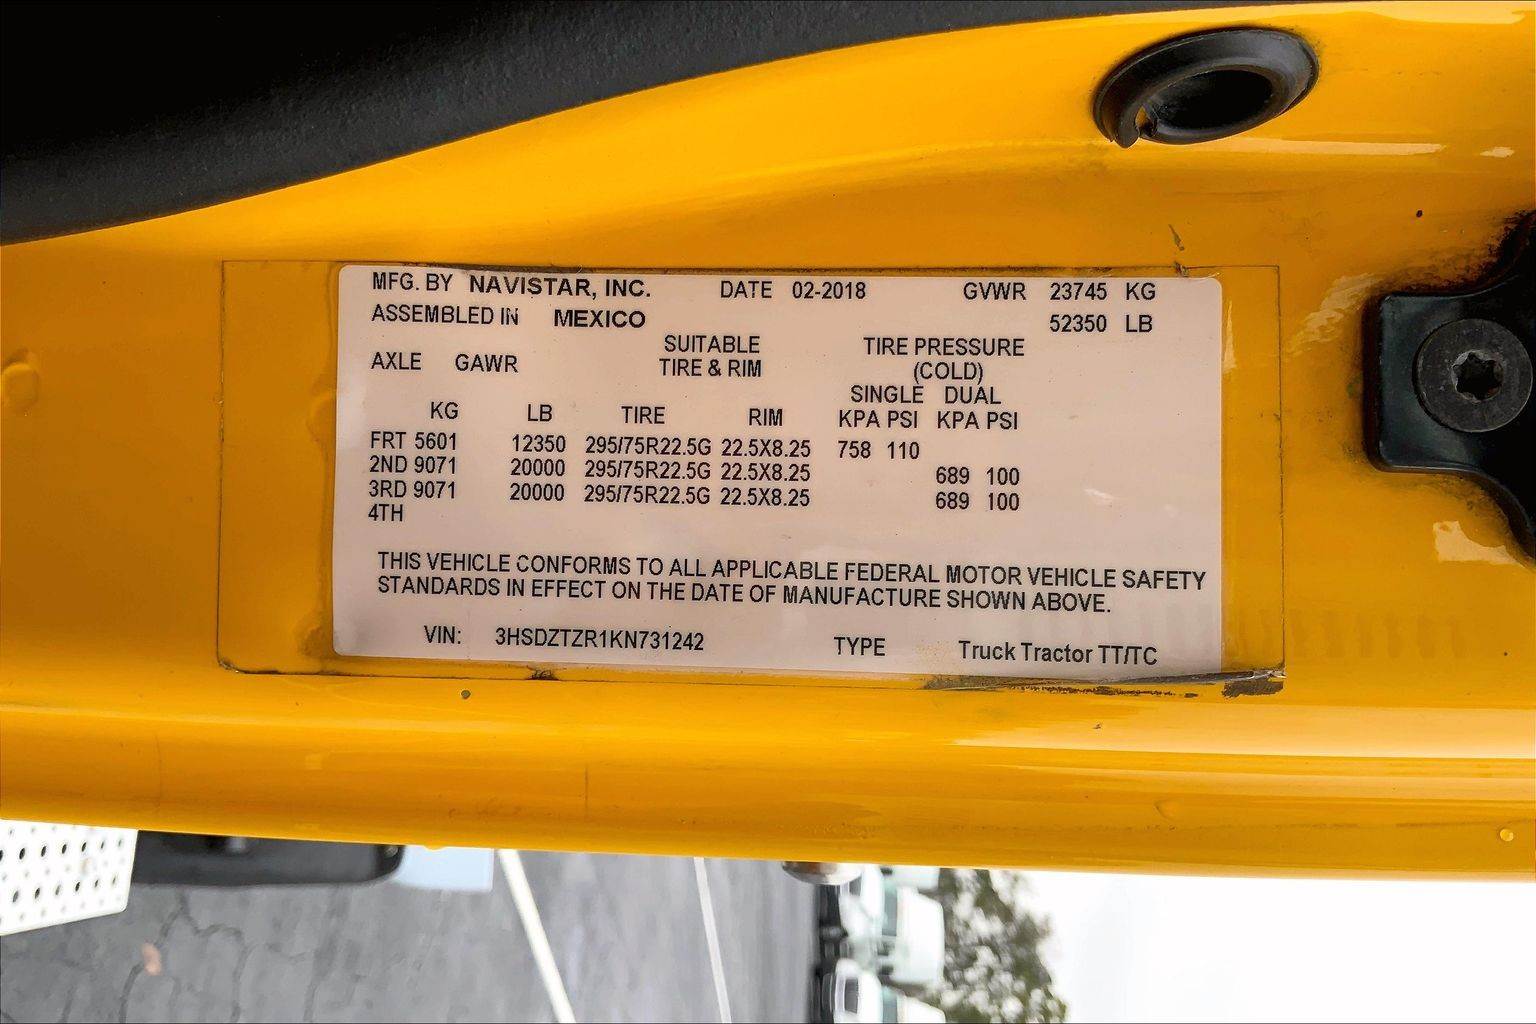 MFG. BY NAVISTAR, INC. DATE 02-2018 GVWR 23745 KG
ASSEMBLED IN MEXICO 52350 LB
SUITABLE TIRE PRESSURE
AXLE GAWR TIRE & RIM (COLD)
SINGLE DUAL
KG LB TIRE RIM KPA PSI KPA PSI
FRT 5601 12350 295/75R22.5G 22.5X8.25 758 110
2ND 9071 20000 295/75R22.5G 22.5X8.25 689 100
3RD 9071 20000 295/75R22.5G 22.5X8.25 689 100
4TH
THIS VEHICLE CONFORMS TO ALL APPLICABLE FEDERAL MOTOR VEHICLE SAFETY
STANDARDS IN EFFECT ON THE DATE OF MANUFACTURE SHOWN ABOVE.
VIN: 3HSDZTZR1KN731242 TYPE Truck Tractor TT/TC